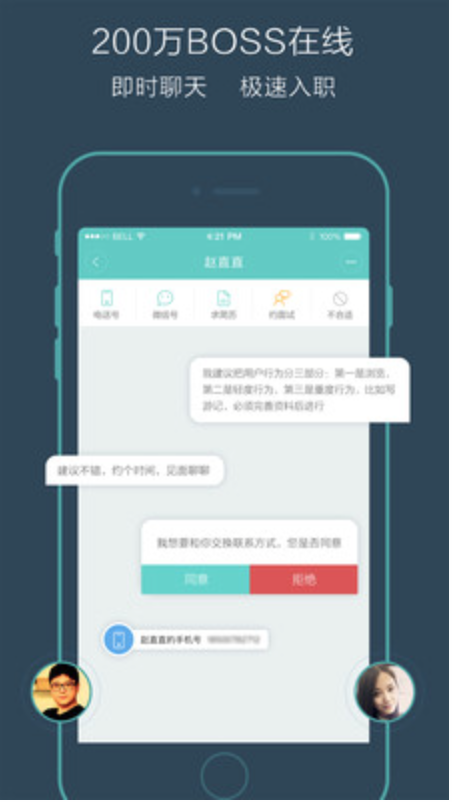 200万BOSS在线
即时聊天 极速入职
BELL 4:21 PM 100%
赵直直
电话号 微信号 求简历 约面试 不合适
我建议把用户行为分三部分：第一是浏览，
第二是轻度行为，第三是重度行为，比如写
游记，必须完善资料后进行
建议不错，约个时间，见面聊聊
我想要和你交换联系方式，您是否同意
同意 拒绝
赵直直的手机号